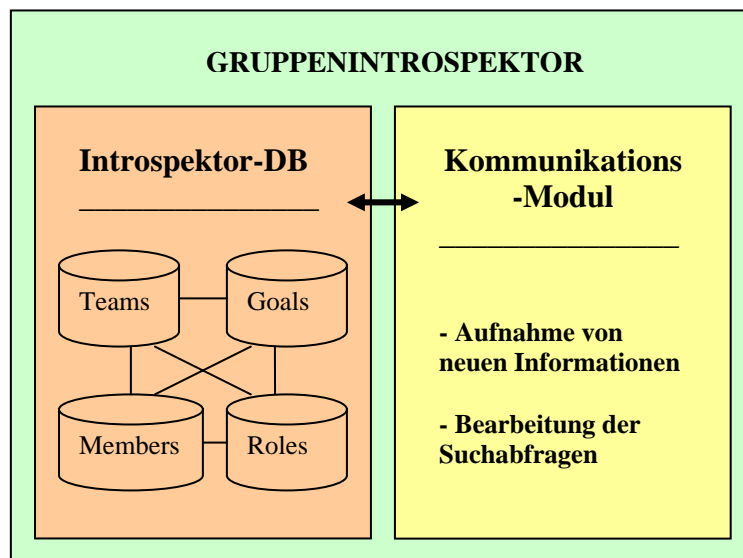 GRUPPENINTROSPEKTOR
Introspektor-DB
Teams
Goals
Members
Roles
Kommunikations
-Modul
- Aufnahme von
neuen Informationen
- Bearbeitung der
Suchabfragen